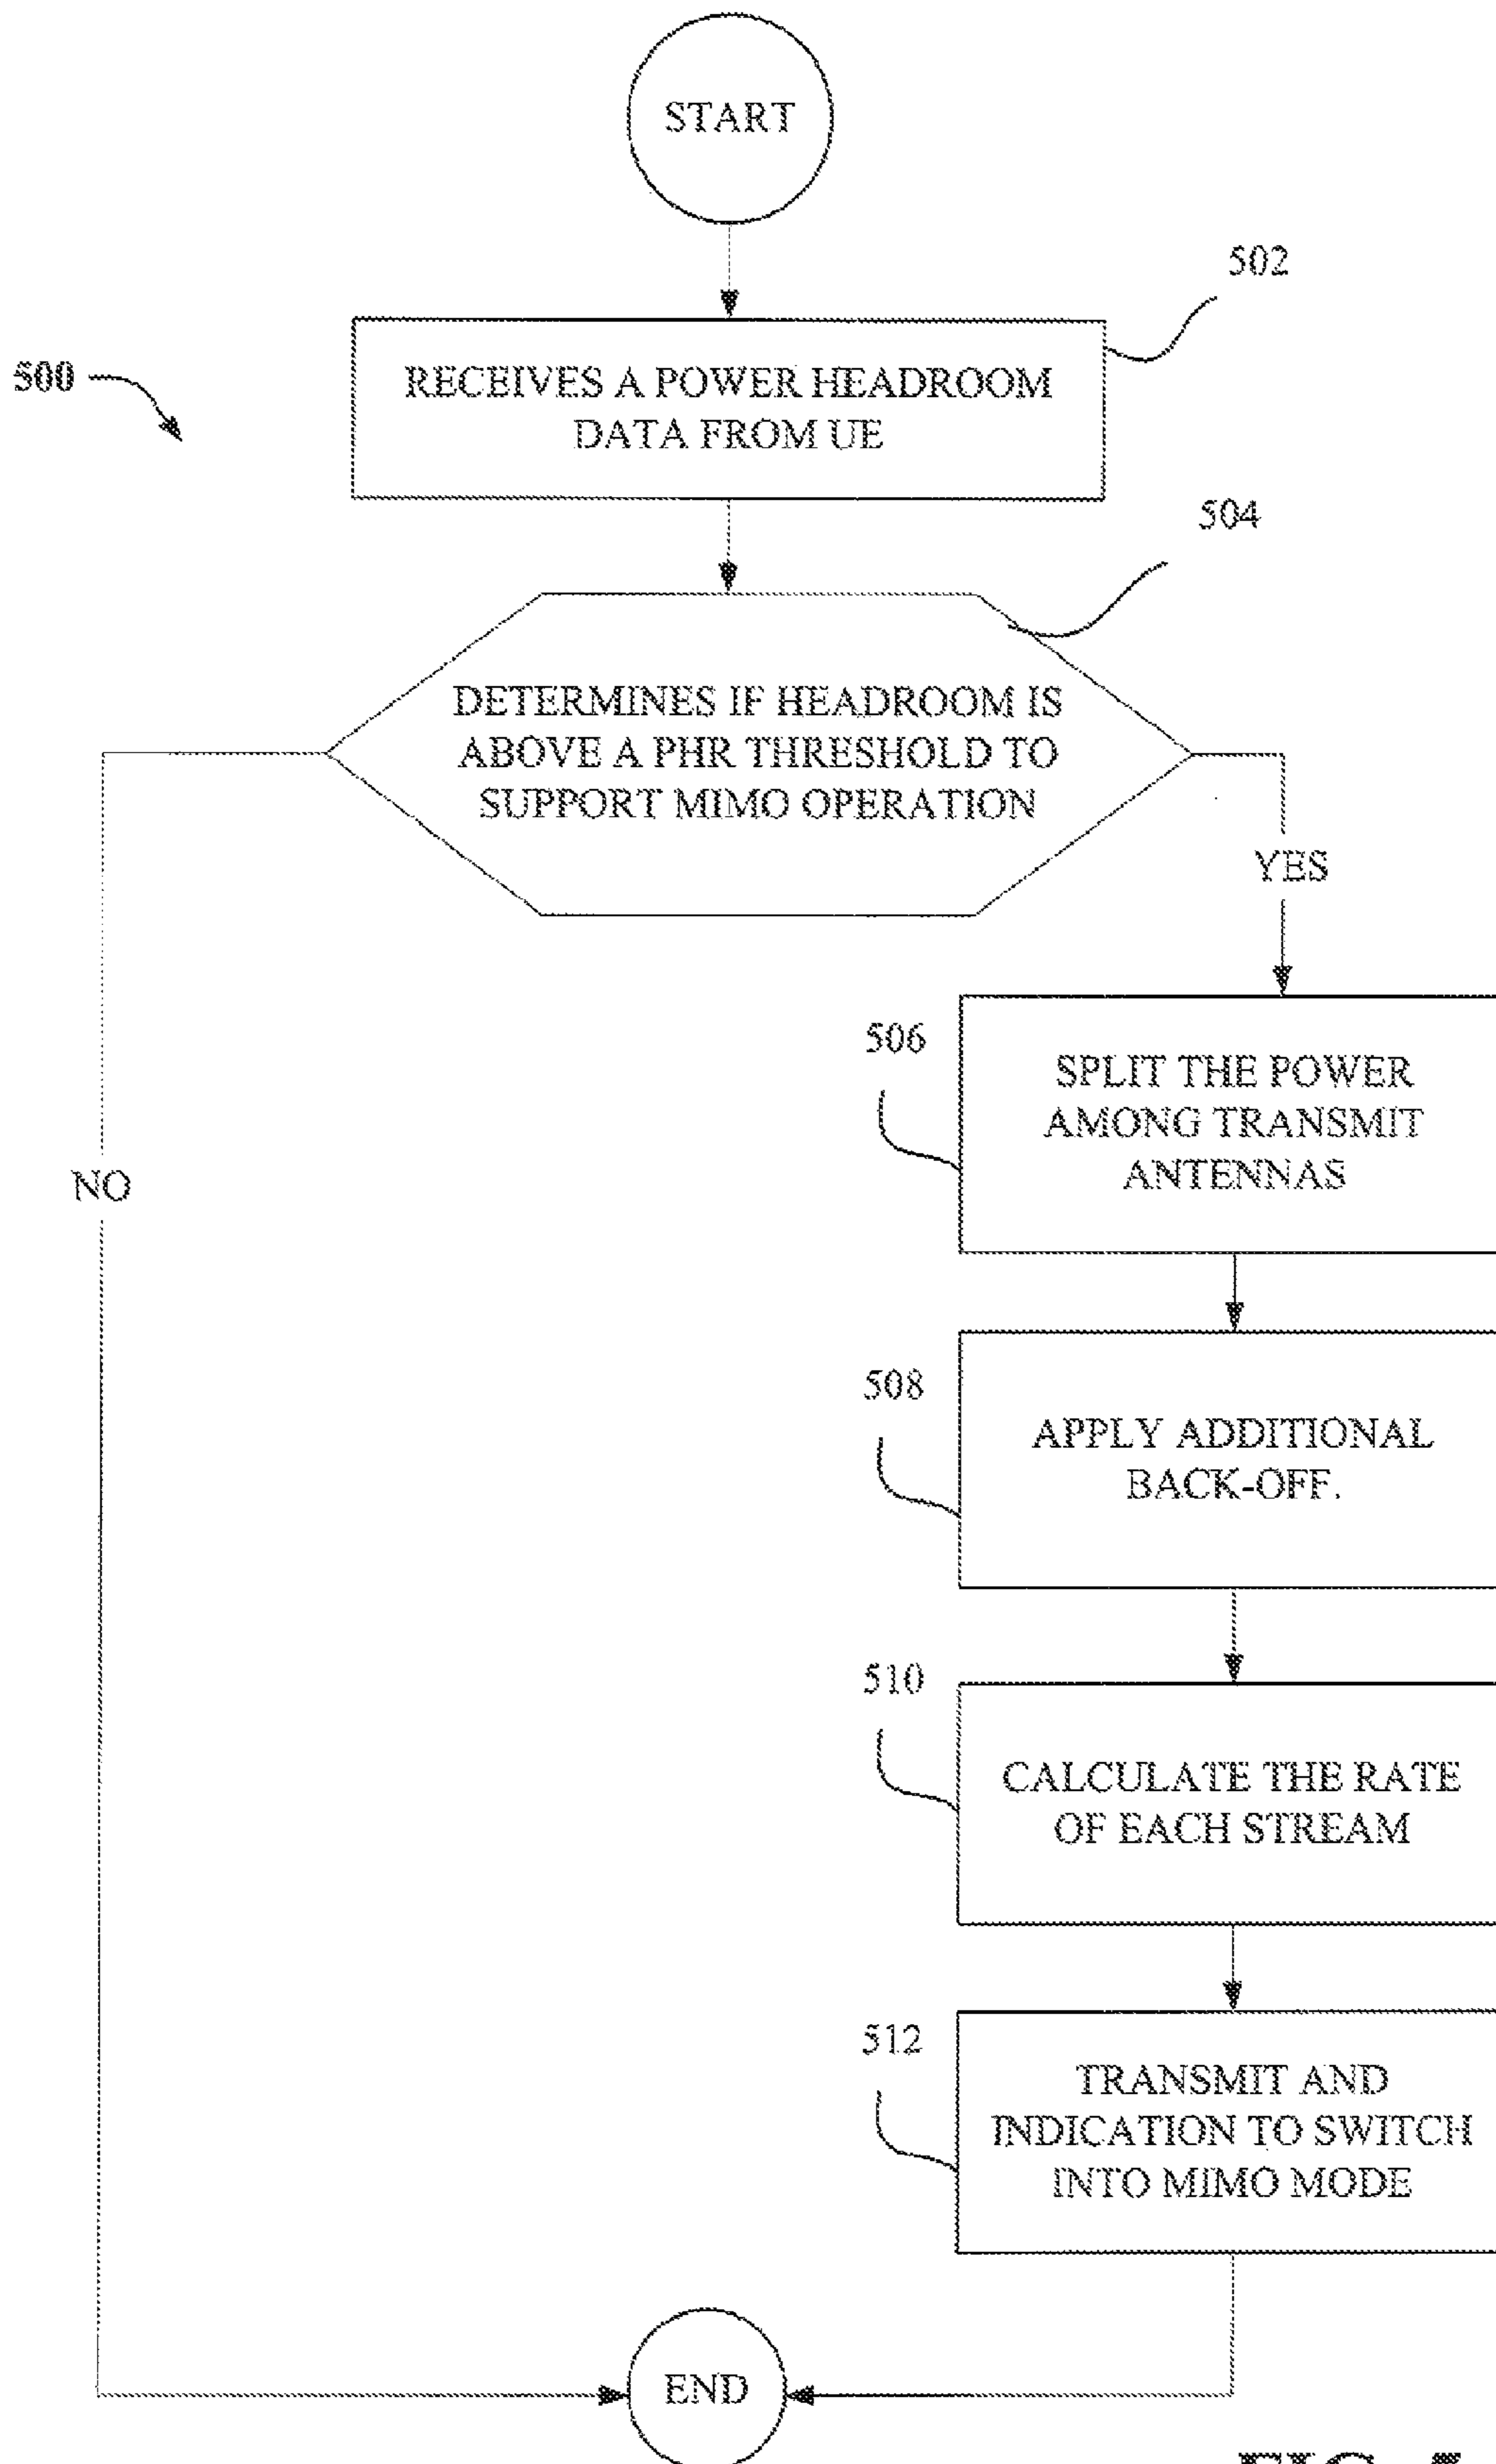 START
502
500
RECEIVES A POWER HEADROOM
DATA FROM UE
504
DETERMINES IF HEADROOM IS
ABOVE A PHR THRESHOLD TO
SUPPORT MIMO OPERATION
YES
506
SPLIT THE POWER
AMONG TRANSMIT
ANTENNAS
NO
508
APPLY ADDITIONAL
BACK-OFF.
510
CALCULATE THE RATE
OF EACH STREAM
512
TRANSMIT AND
INDICATION TO SWITCH
INTO MIMO MODE
END
FIG. 5